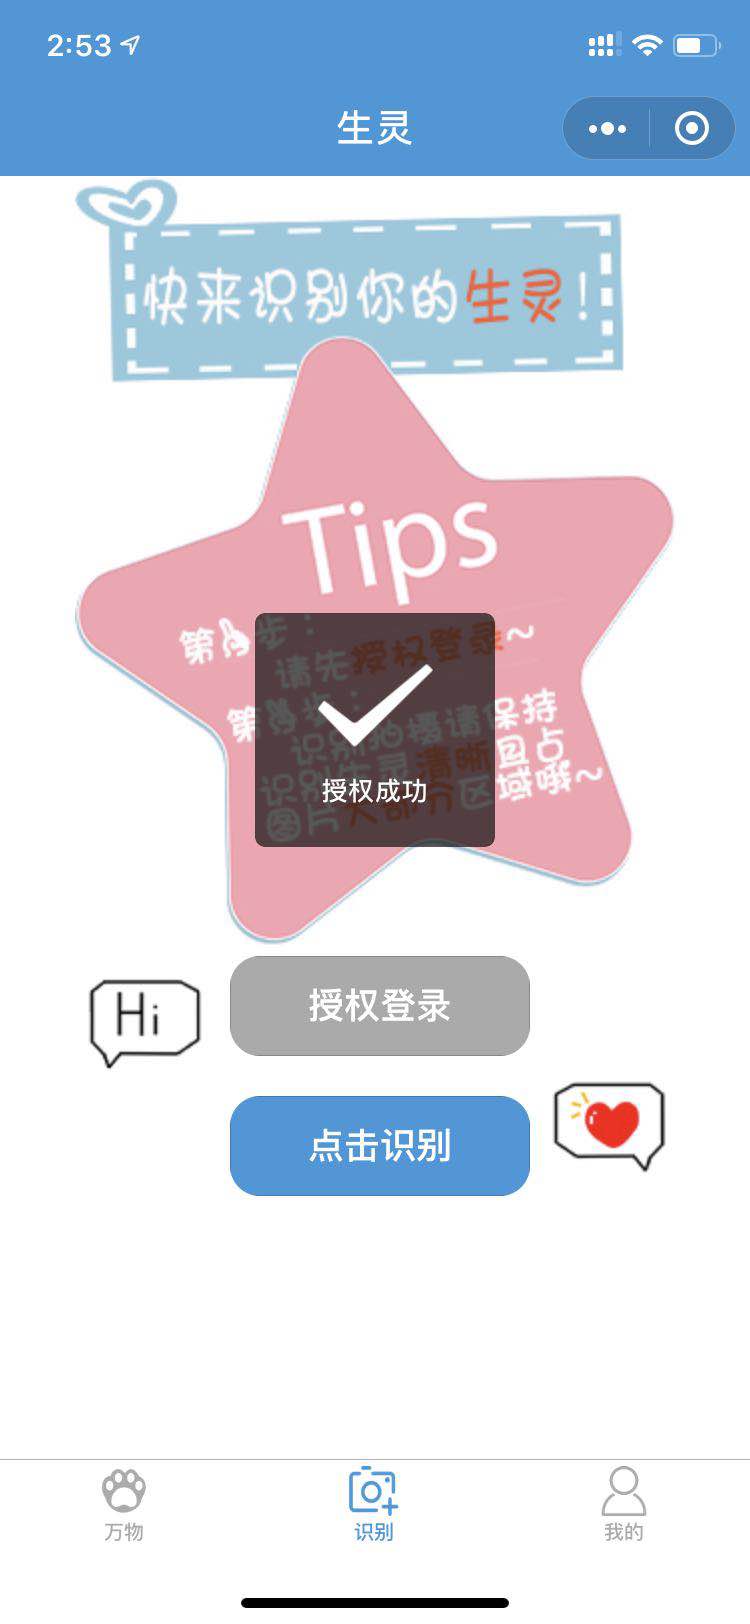 2:53
生灵
快来识别你的生灵!
Tips
第步：
请先授权登录~
第步：
识别拍摄请保持
识别生灵清晰且占
图片大部分区域哦~
授权成功
Hi
授权登录
点击识别
万物
识别
我的